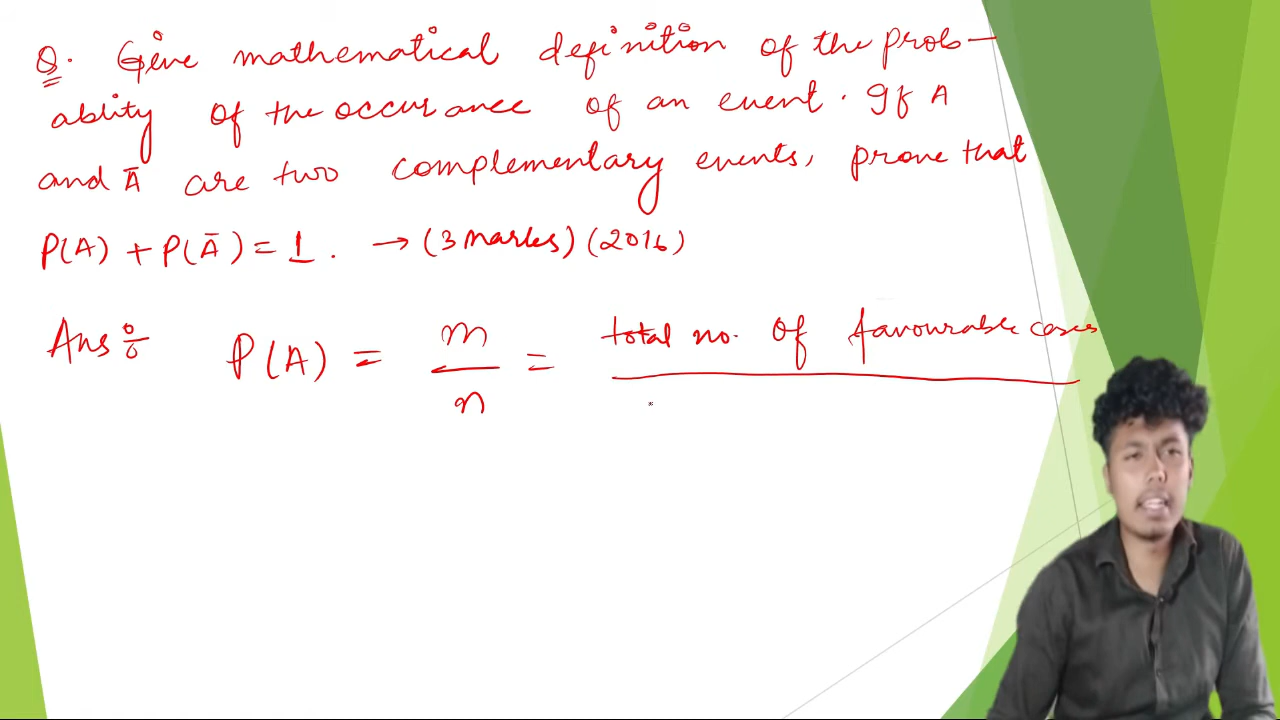 Q. Give mathematical definition of the prob-
ablity of the occurance of an event. If A
and Ā are two complementary events, prove that
P(A) + P(Ā) = 1. → (3 marks) (2016)
Ans: P(A) = m/n = total no. of favourable cases